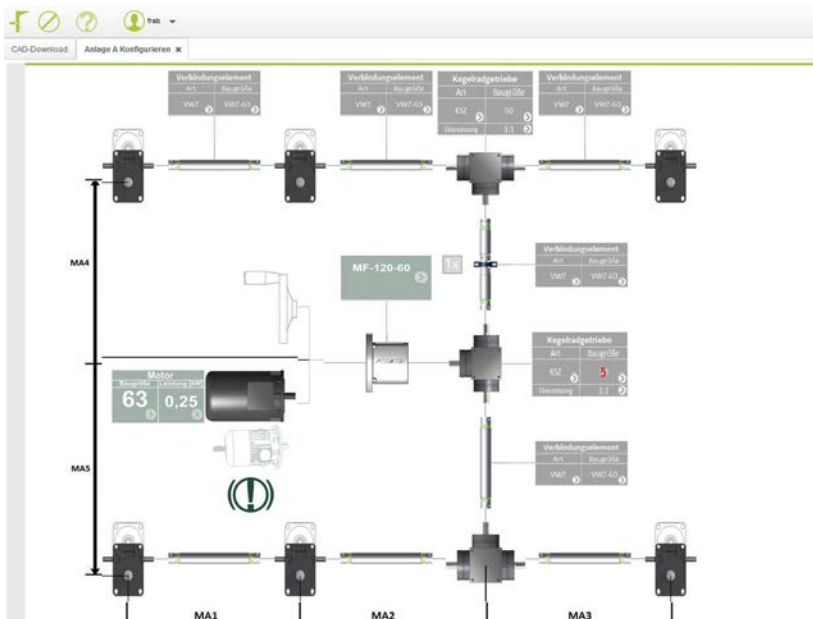 frab
CAD-Download
Anlage A Konfigurieren ×
Verbindungselement
Art Baugröße
VWZ VWZ-60
Verbindungselement
Art Baugröße
VWZ VWZ-60
Kegelradgetriebe
Art Baugröße
KSZ 50
Übersetzung 1:1
Verbindungselement
Art Baugröße
VWZ VWZ-60
MA4
MF-120-60
1x
Verbindungselement
Art Baugröße
VWZ VWZ-60
Kegelradgetriebe
Art Baugröße
KSZ 5
Übersetzung 1:1
Motor
Baugröße Leistung [kW]
63 0,25
MA5
Verbindungselement
Art Baugröße
VWZ VWZ-60
MA1 MA2 MA3